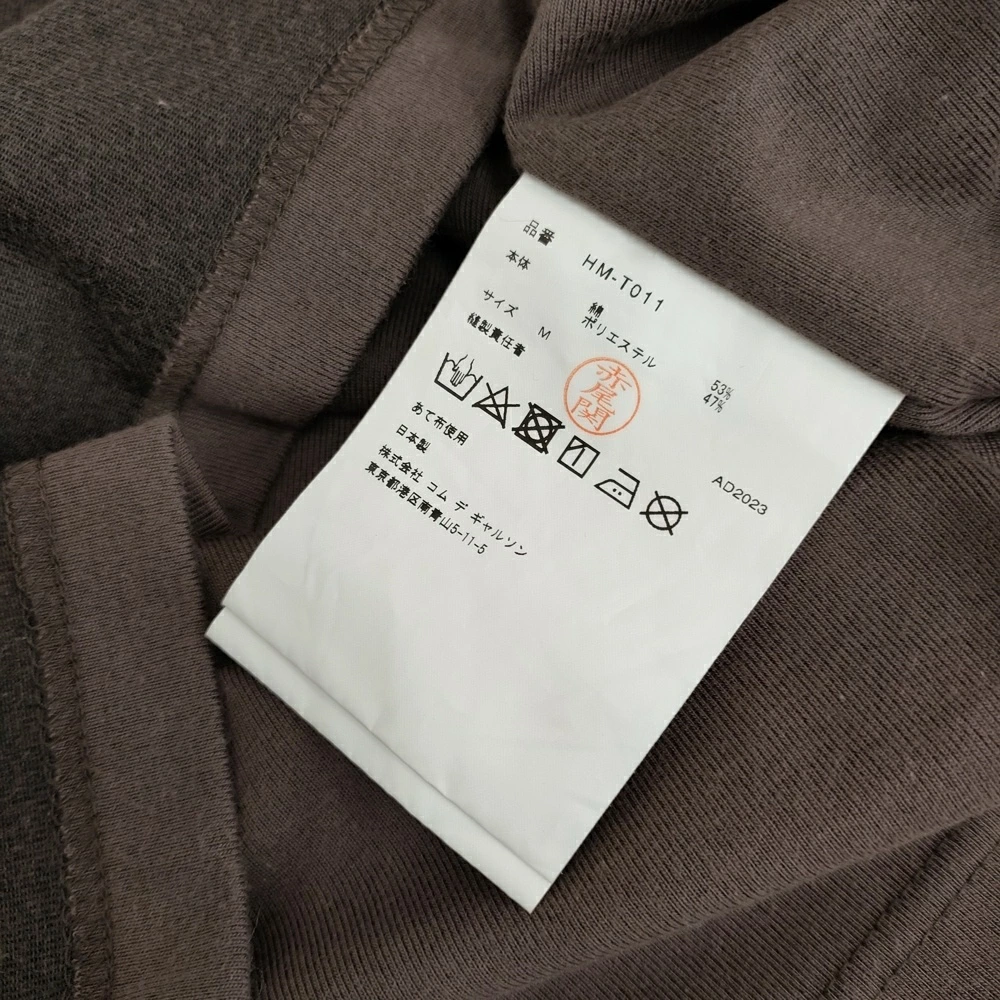 品番 HM-T011
本体 綿 53%
ポリエステル 47%
サイズ M
縫製責任者 赤尾関
あて布使用
日本製 AD2023
株式会社 コム デ ギャルソン
東京都港区南青山5-11-5